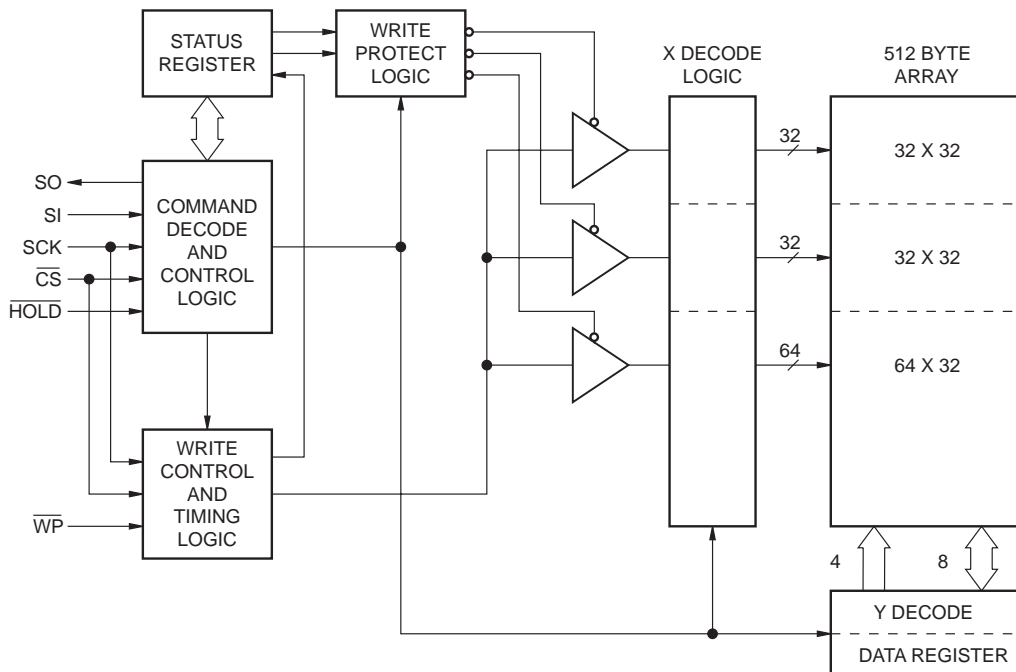 STATUS
REGISTER
WRITE
PROTECT
LOGIC
X DECODE
LOGIC
512 BYTE
ARRAY
SO
SI
SCK
CS
HOLD
COMMAND
DECODE
AND
CONTROL
LOGIC
32
32 X 32
32
32 X 32
64
64 X 32
WP
WRITE
CONTROL
AND
TIMING
LOGIC
4
8
Y DECODE
DATA REGISTER